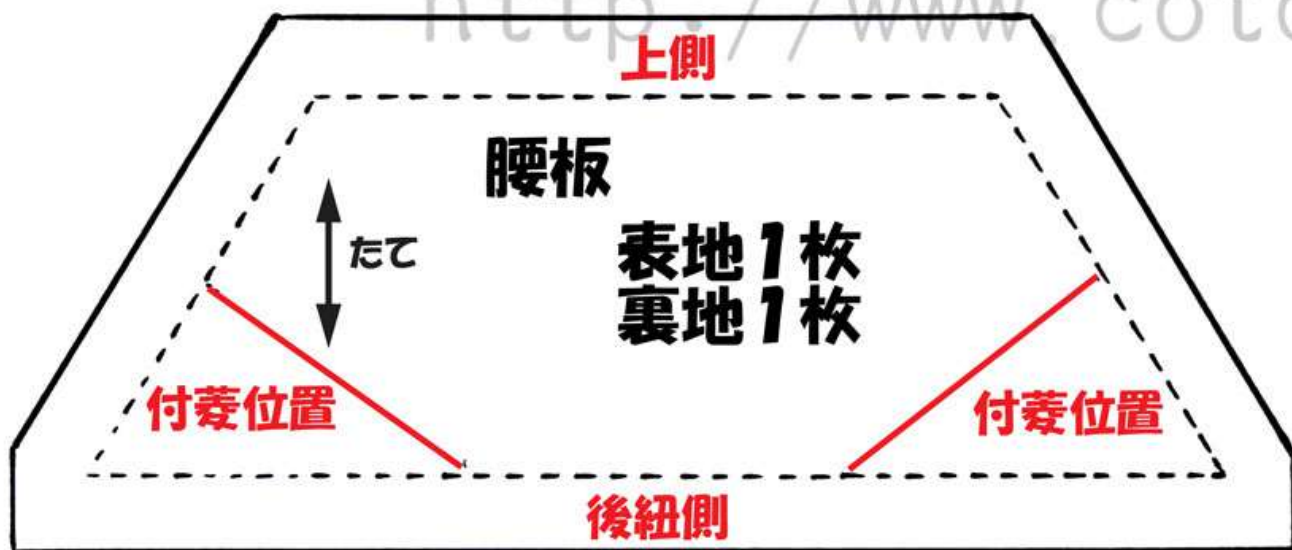 http://www.coto
上側
腰板
たて
表地1枚
裏地1枚
付菱位置
付菱位置
後紐側